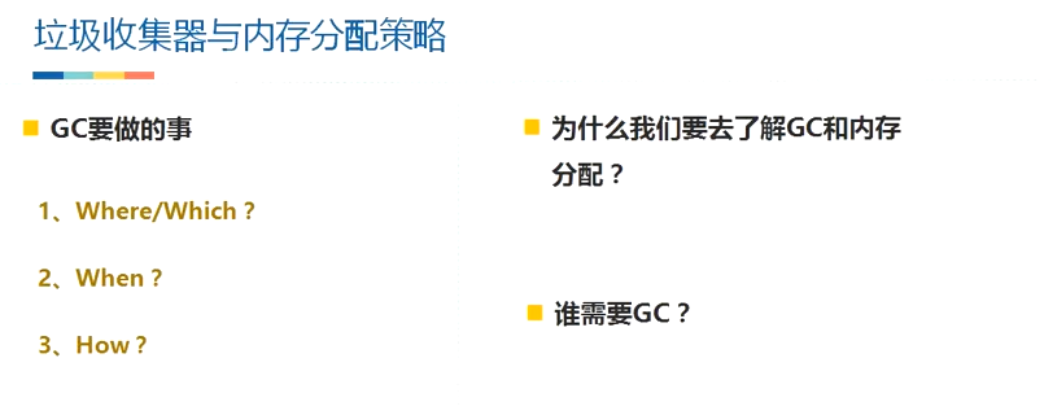 垃圾收集器与内存分配策略
GC要做的事
1、Where/Which？
2、When？
3、How？
为什么我们要去了解GC和内存
分配？
谁需要GC？